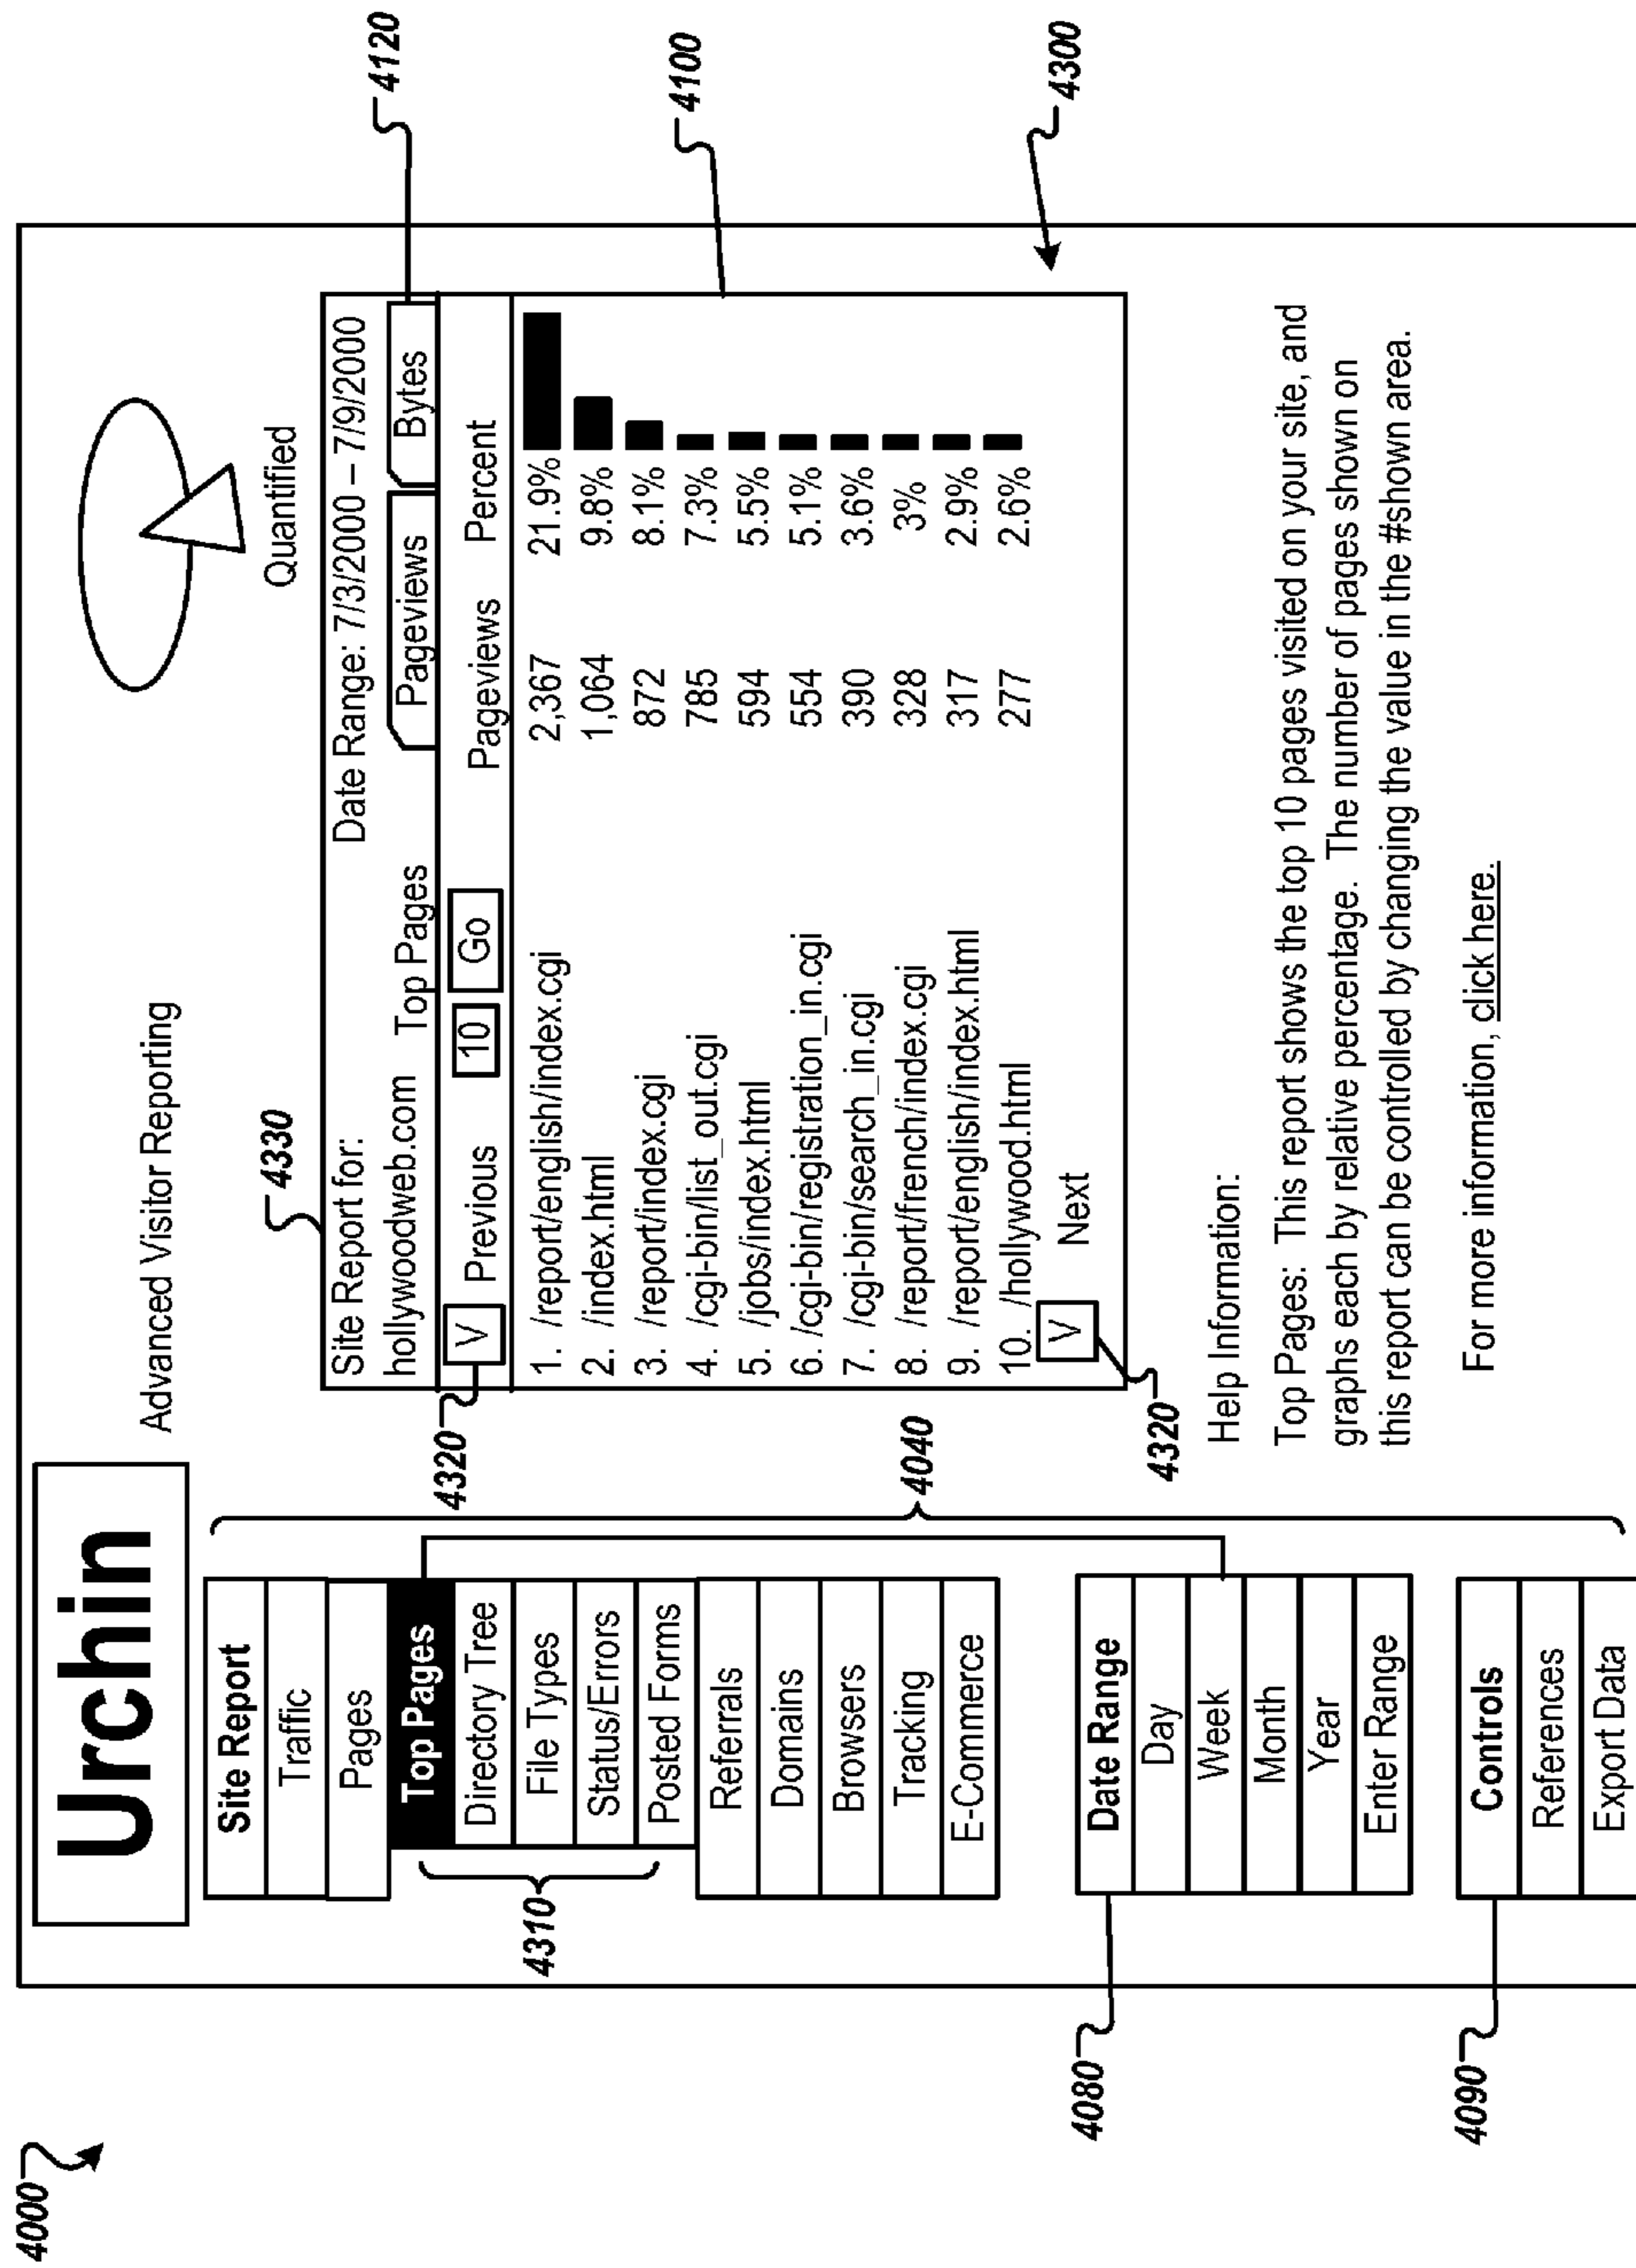 4000
Urchin
Advanced Visitor Reporting
Quantified
Site Report
Traffic
Pages
Top Pages
Directory Tree
File Types
Status/Errors
Posted Forms
Referrals
Domains
Browsers
Tracking
E-Commerce
4310
4040
Date Range
Day
Week
Month
Year
Enter Range
4080
Controls
References
Export Data
4090
4330
Site Report for:
Date Range: 7/3/2000 – 7/9/2000
hollywoodweb.com Top Pages
Pageviews Bytes
4120
4320
V Previous 10 Go Pageviews Percent
1. /report/english/index.cgi 2,367 21.9%
2. /index.html 1,064 9.8%
3. /report/index.cgi 872 8.1%
4. /cgi-bin/list_out.cgi 785 7.3%
5. /jobs/index.html 594 5.5%
6. /cgi-bin/registration_in.cgi 554 5.1%
7. /cgi-bin/search_in.cgi 390 3.6%
8. /report/french/index.cgi 328 3%
9. /report/english/index.html 317 2.9%
10. /hollywood.html 277 2.6%
V Next
4320
4100
4300
Help Information:
Top Pages: This report shows the top 10 pages visited on your site, and
graphs each by relative percentage. The number of pages shown on
this report can be controlled by changing the value in the #shown area.
For more information, click here.